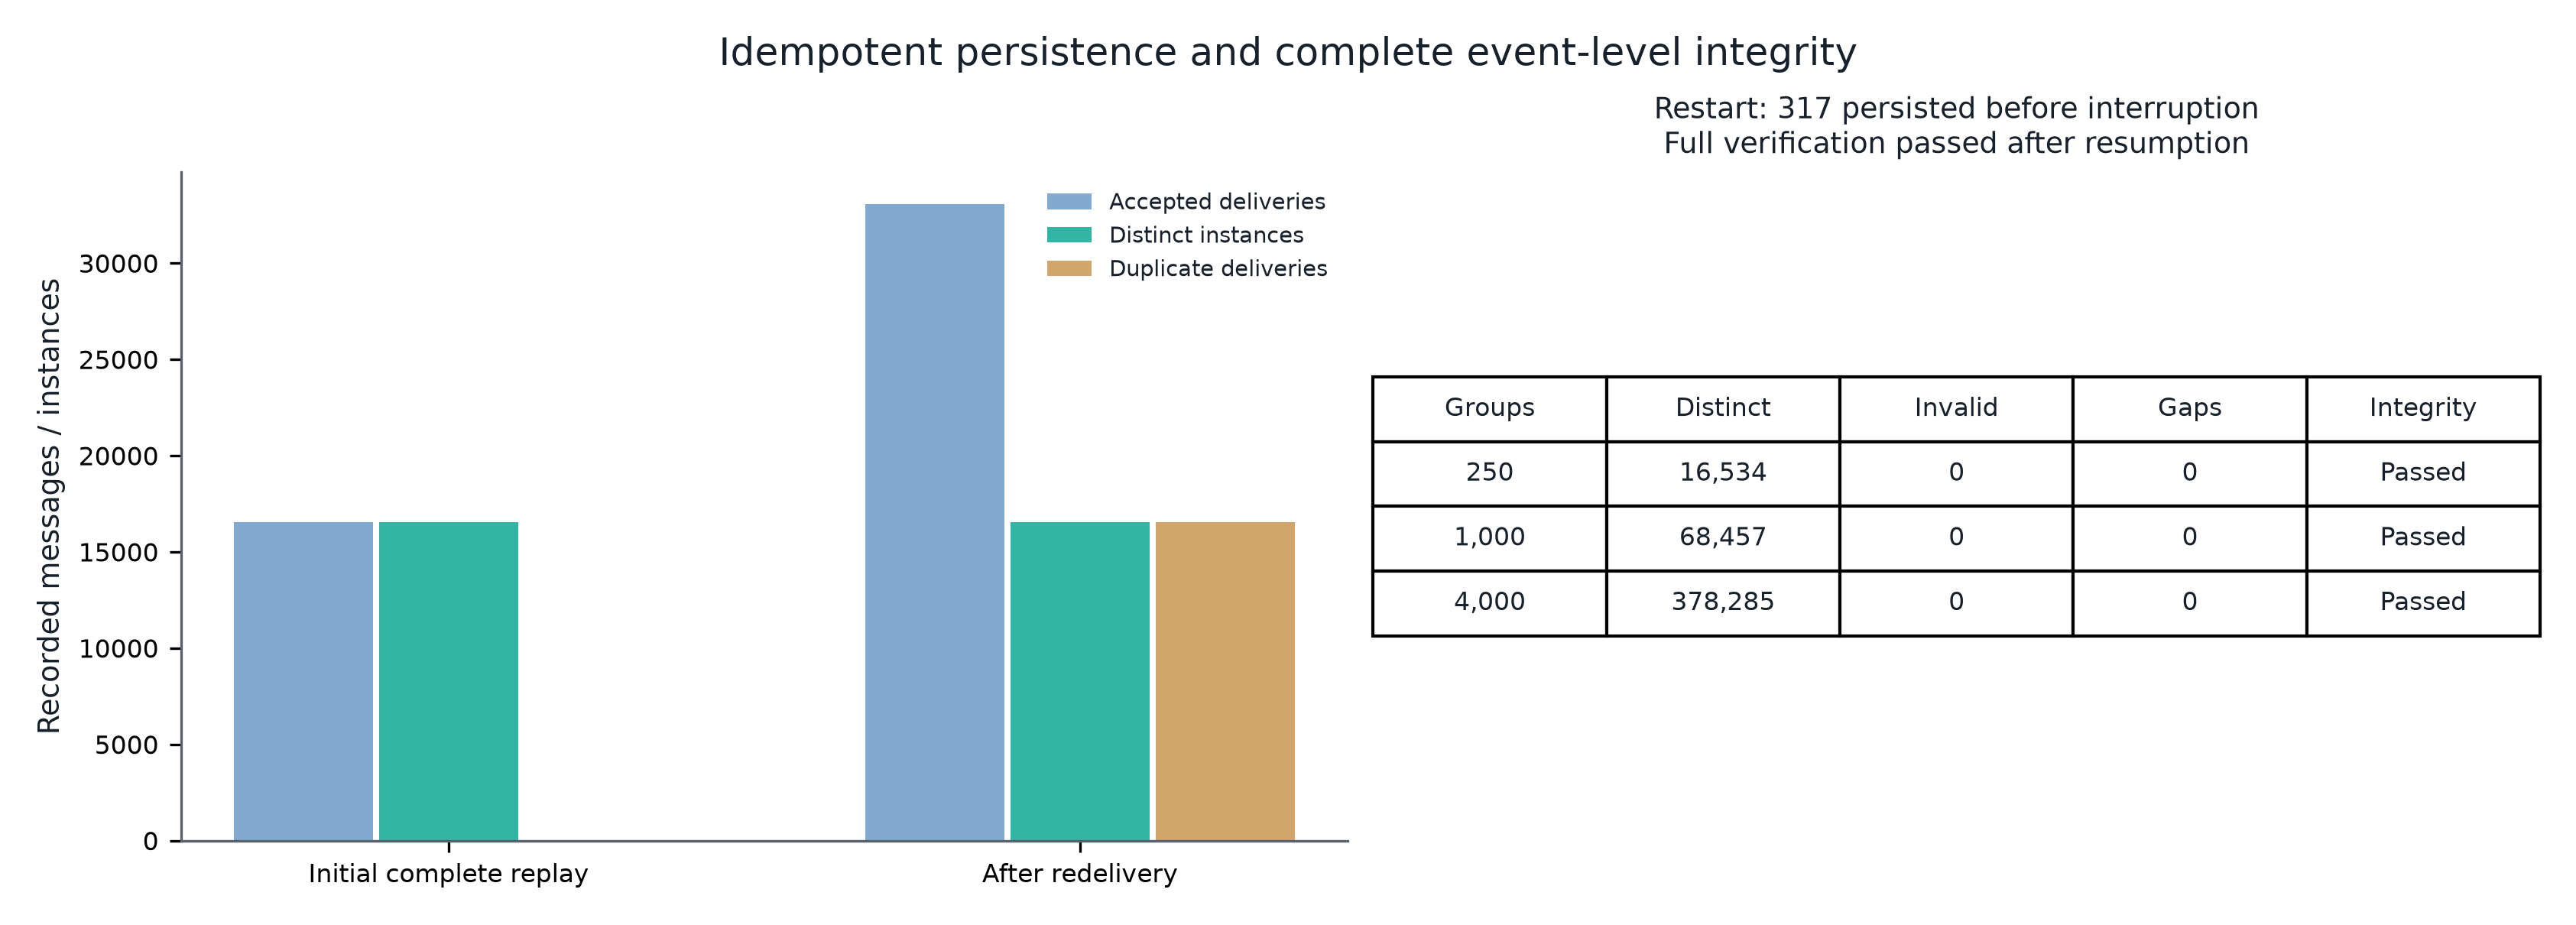 Idempotent persistence and complete event-level integrity
Recorded messages / instances
30000
25000
20000
15000
10000
5000
0
Initial complete replay
After redelivery
Accepted deliveries
Distinct instances
Duplicate deliveries
Restart: 317 persisted before interruption
Full verification passed after resumption
Groups Distinct Invalid Gaps Integrity
250 16,534 0 0 Passed
1,000 68,457 0 0 Passed
4,000 378,285 0 0 Passed